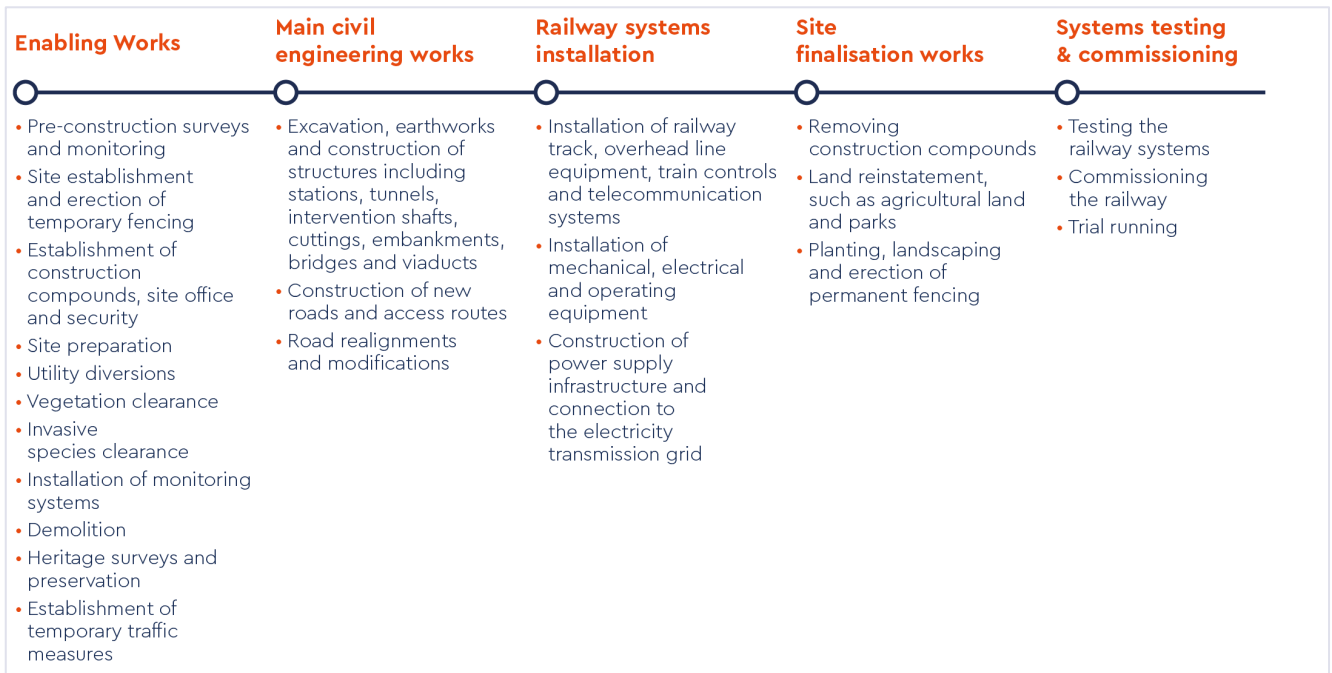 Enabling Works
• Pre-construction surveys
and monitoring
• Site establishment
and erection of
temporary fencing
• Establishment of
construction
compounds, site office
and security
• Site preparation
• Utility diversions
• Vegetation clearance
• Invasive
species clearance
• Installation of monitoring
systems
• Demolition
• Heritage surveys and
preservation
• Establishment of
temporary traffic
measures
Main civil
engineering works
• Excavation, earthworks
and construction of
structures including
stations, tunnels,
intervention shafts,
cuttings, embankments,
bridges and viaducts
• Construction of new
roads and access routes
• Road realignments
and modifications
Railway systems
installation
• Installation of railway
track, overhead line
equipment, train controls
and telecommunication
systems
• Installation of
mechanical, electrical
and operating
equipment
• Construction of
power supply
infrastructure and
connection to
the electricity
transmission grid
Site
finalisation works
• Removing
construction compounds
• Land reinstatement,
such as agricultural land
and parks
• Planting, landscaping
and erection of
permanent fencing
Systems testing
& commissioning
• Testing the
railway systems
• Commissioning
the railway
• Trial running